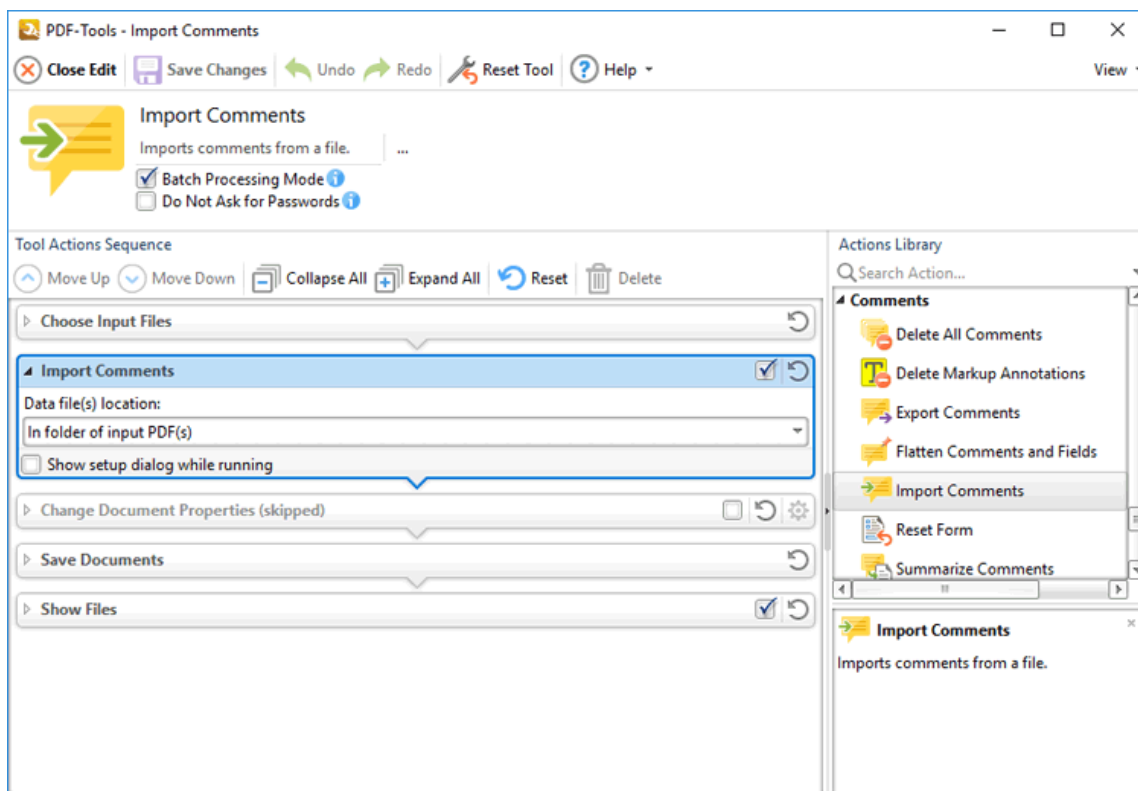 PDF-Tools - Import Comments
Close Edit Save Changes Undo Redo Reset Tool Help View
Import Comments
Imports comments from a file. ...
Batch Processing Mode
Do Not Ask for Passwords
Tool Actions Sequence
Move Up Move Down Collapse All Expand All Reset Delete
Choose Input Files
Import Comments
Data file(s) location:
In folder of input PDF(s)
Show setup dialog while running
Change Document Properties (skipped)
Save Documents
Show Files
Actions Library
Search Action...
Comments
Delete All Comments
Delete Markup Annotations
Export Comments
Flatten Comments and Fields
Import Comments
Reset Form
Summarize Comments
Import Comments
Imports comments from a file.